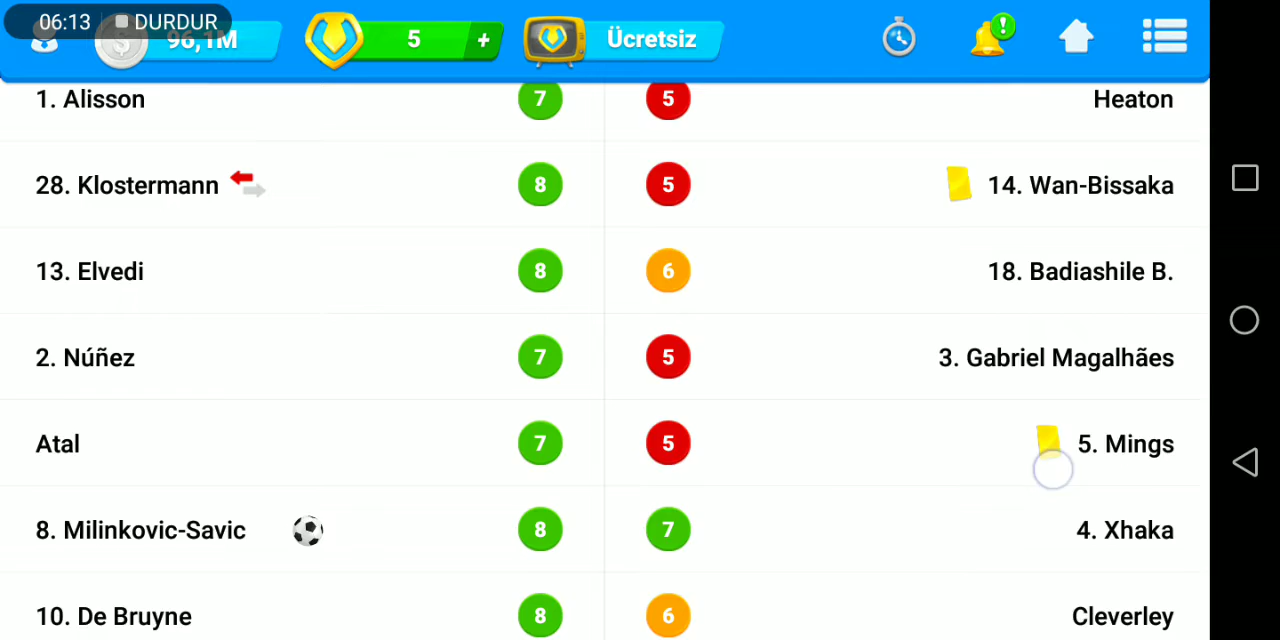 06:13 DURDUR
96,1M
5
+
Ücretsiz
!
1. Alisson 7 5 Heaton
28. Klostermann 8 5 14. Wan-Bissaka
13. Elvedi 8 6 18. Badiashile B.
2. Núñez 7 5 3. Gabriel Magalhães
Atal 7 5 5. Mings
8. Milinkovic-Savic 8 7 4. Xhaka
10. De Bruyne 8 6 Cleverley